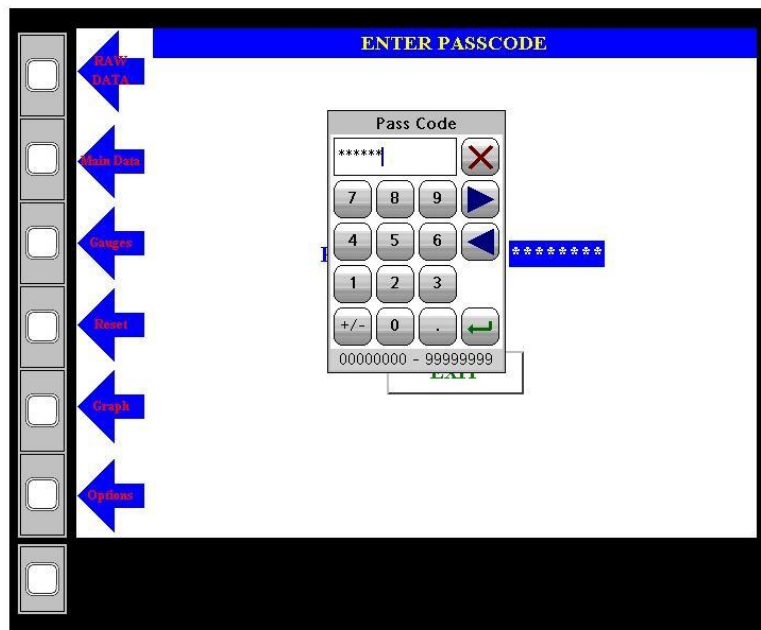 ENTER PASSCODE
RAW
DATA
Main Data
Gauges
Reset
Graph
Options
Pass Code
******
7 8 9
4 5 6
1 2 3
+/- 0 .
00000000 - 99999999
********
EXIT